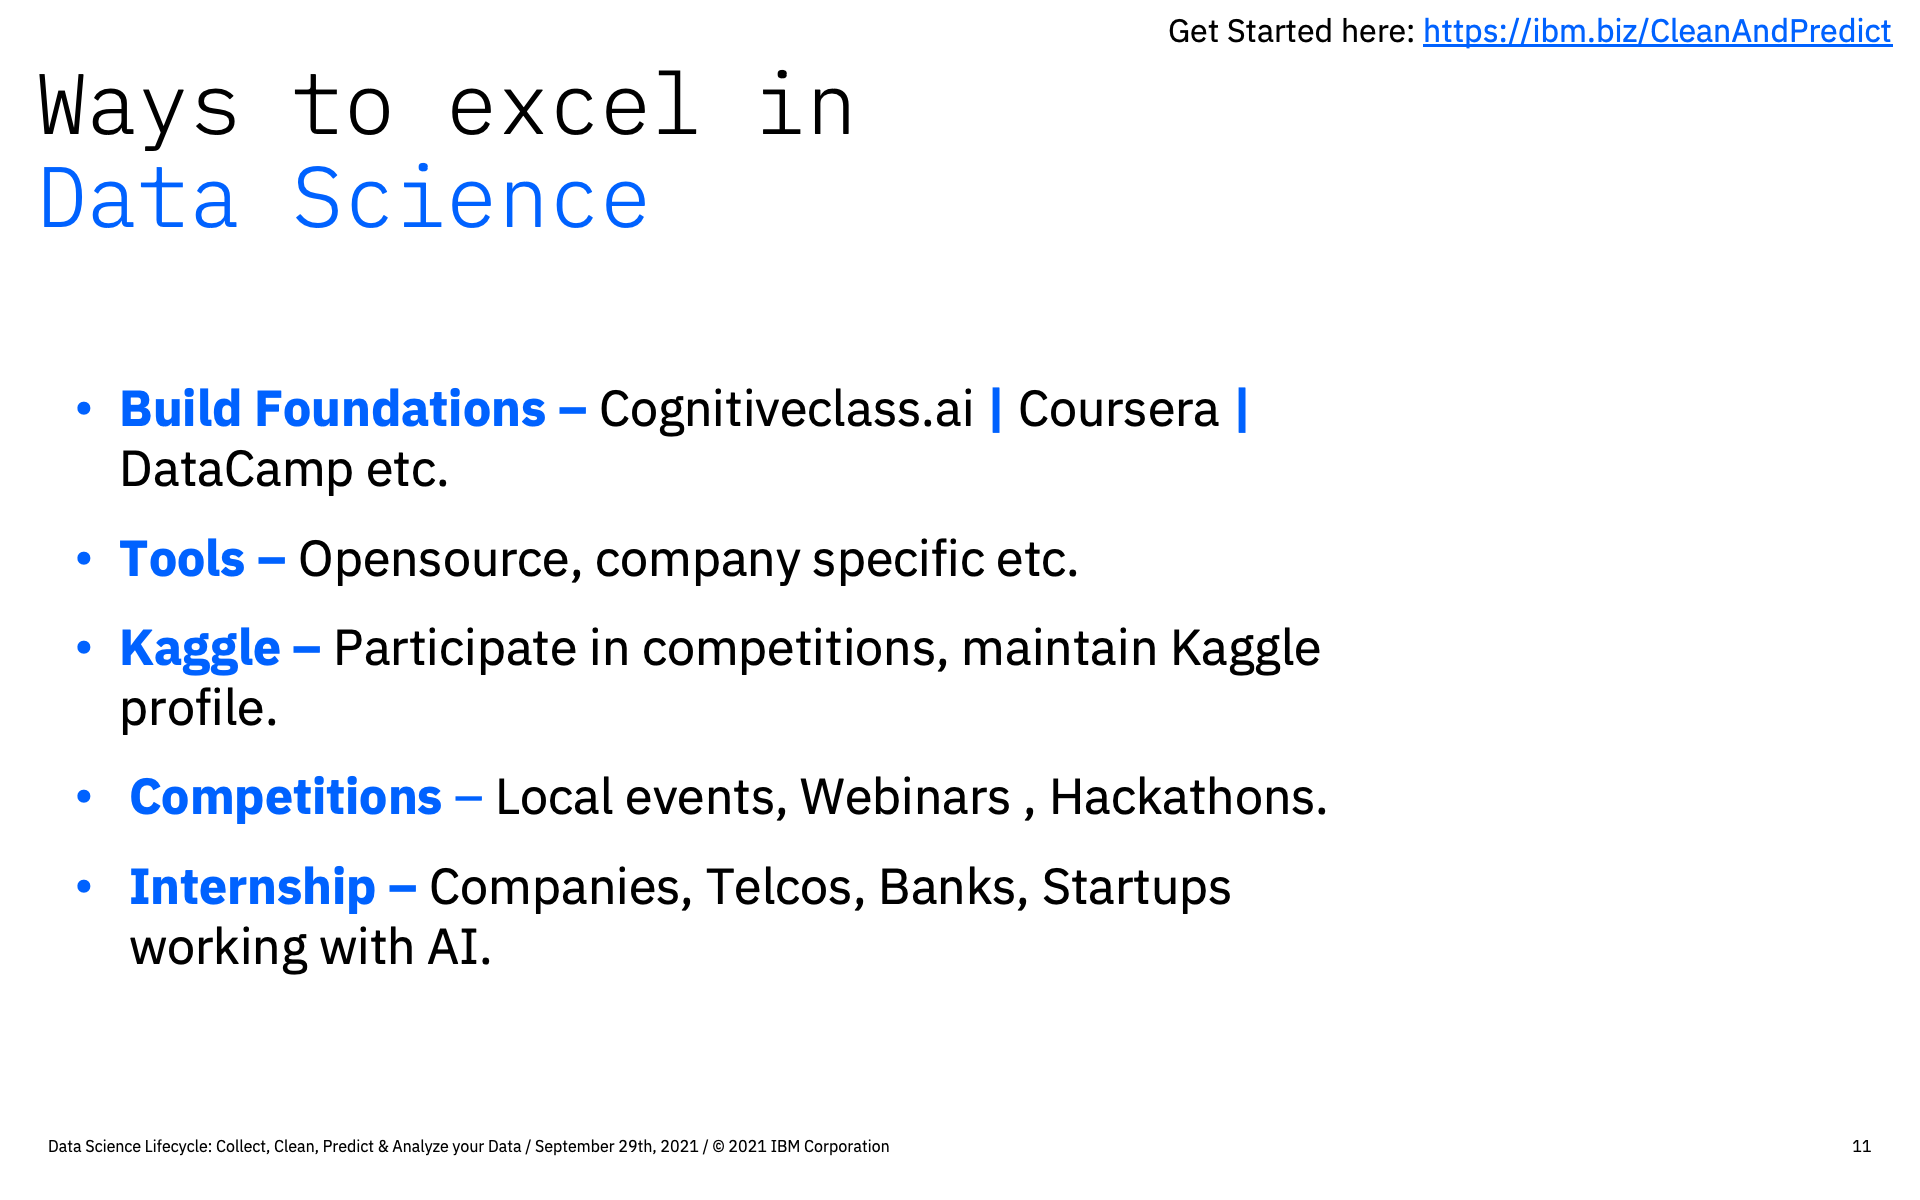 Get Started here: https://ibm.biz/CleanAndPredict
Ways to excel in
Data Science
• Build Foundations – Cognitiveclass.ai | Coursera |
DataCamp etc.
• Tools – Opensource, company specific etc.
• Kaggle – Participate in competitions, maintain Kaggle
profile.
• Competitions – Local events, Webinars , Hackathons.
• Internship – Companies, Telcos, Banks, Startups
working with AI.
Data Science Lifecycle: Collect, Clean, Predict & Analyze your Data / September 29th, 2021 / © 2021 IBM Corporation
11